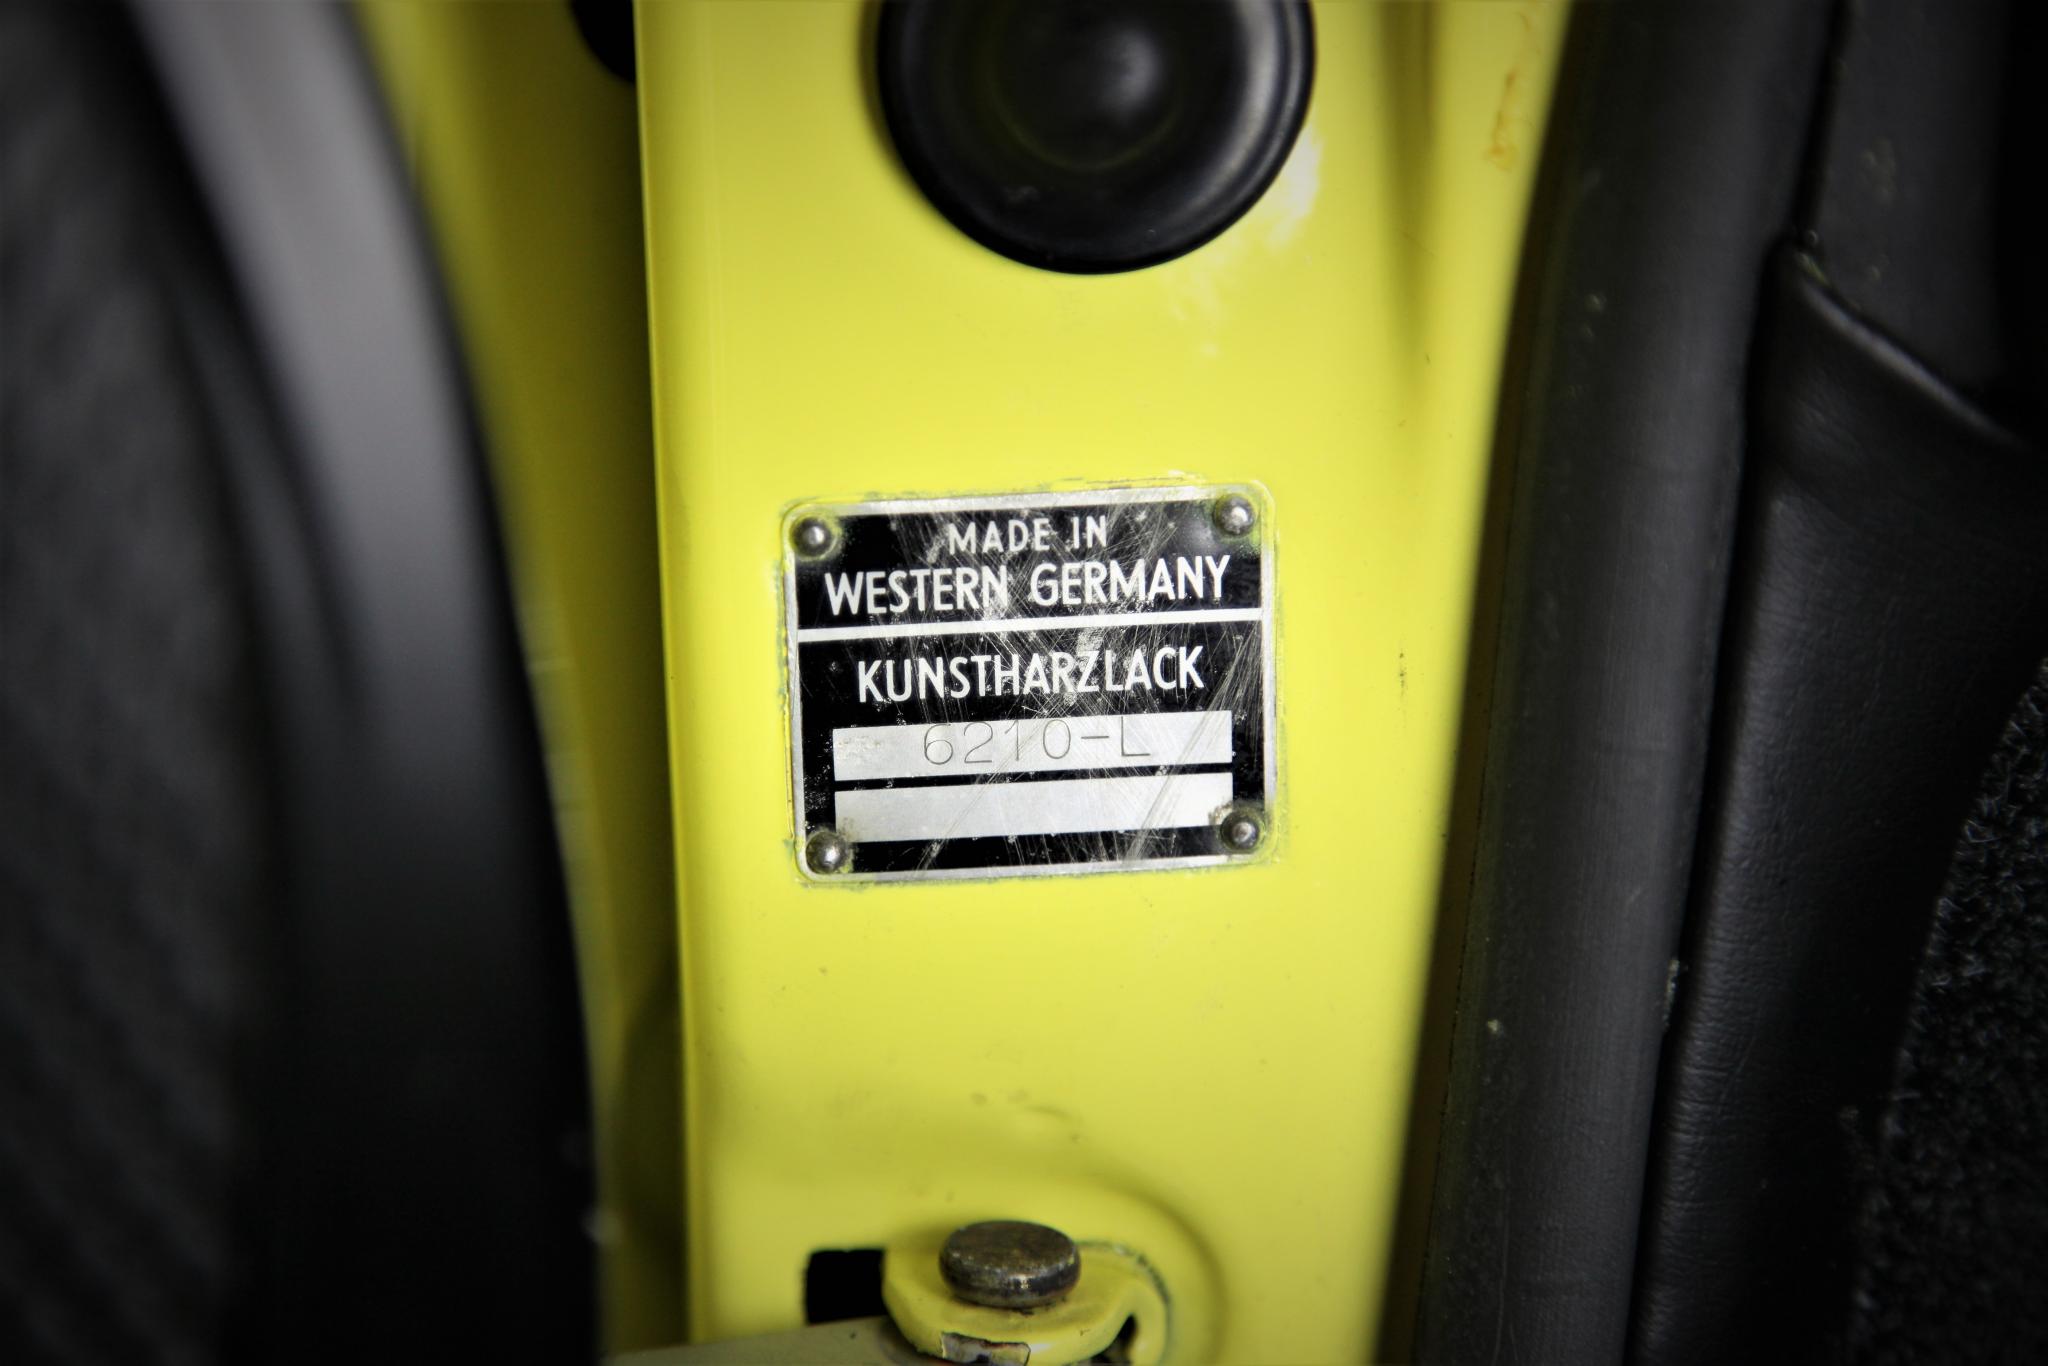 MADE IN
WESTERN GERMANY
KUNSTHARZLACK
6210-L